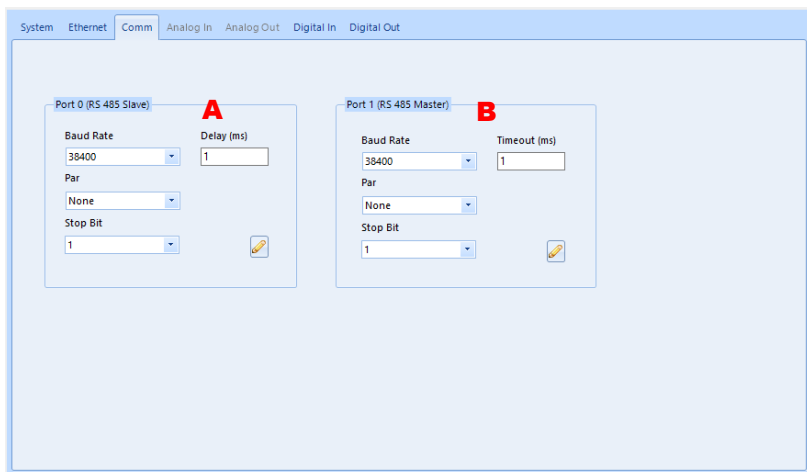 System Ethernet Comm Analog In Analog Out Digital In Digital Out
Port 0 (RS 485 Slave) A
Baud Rate Delay (ms)
38400 1
Par
None
Stop Bit
1
Port 1 (RS 485 Master) B
Baud Rate Timeout (ms)
38400 1
Par
None
Stop Bit
1